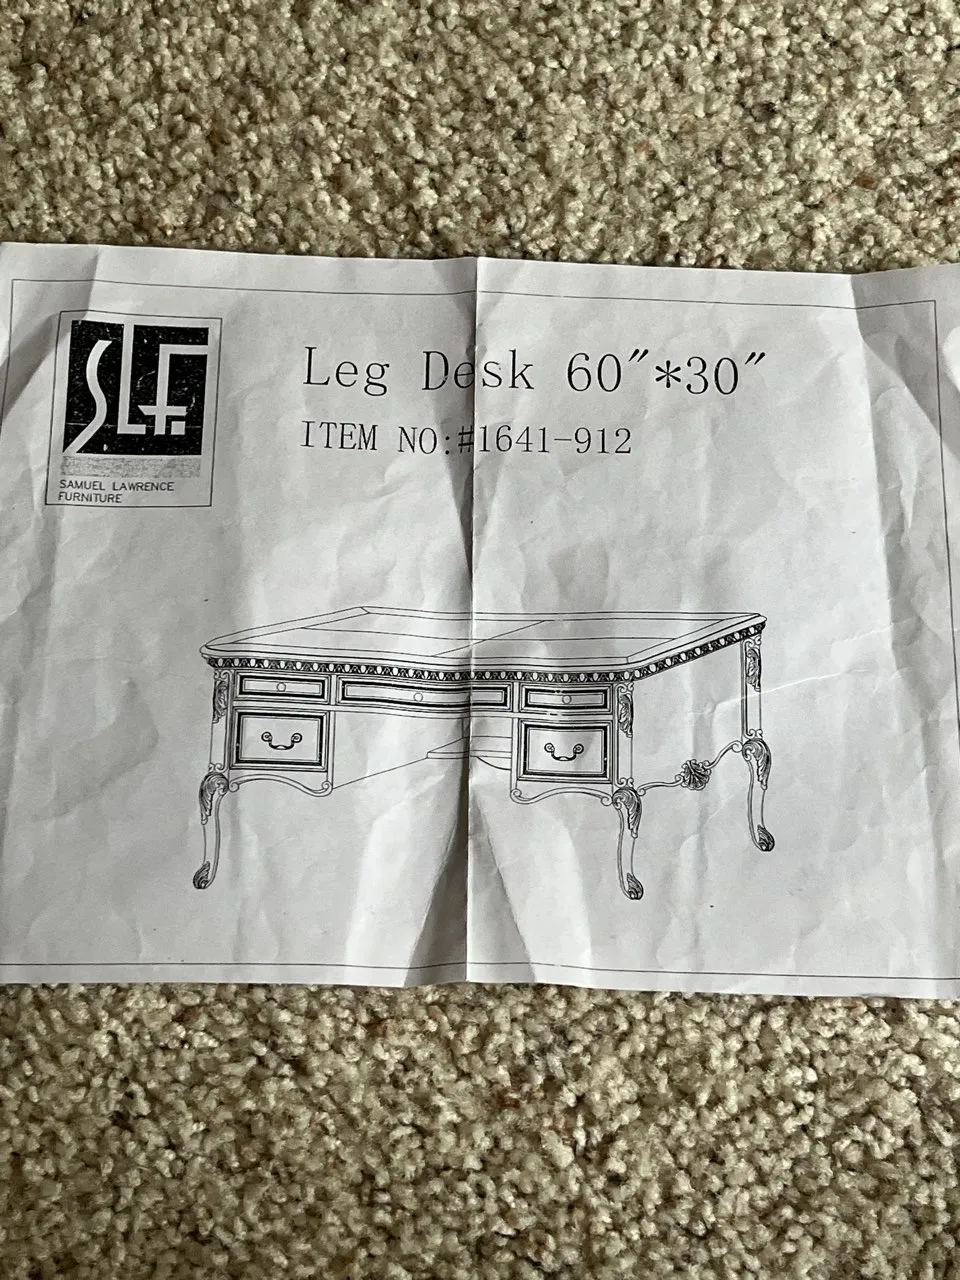 SLF
SAMUEL LAWRENCE
FURNITURE
Leg Desk 60"*30"
ITEM NO:#1641-912